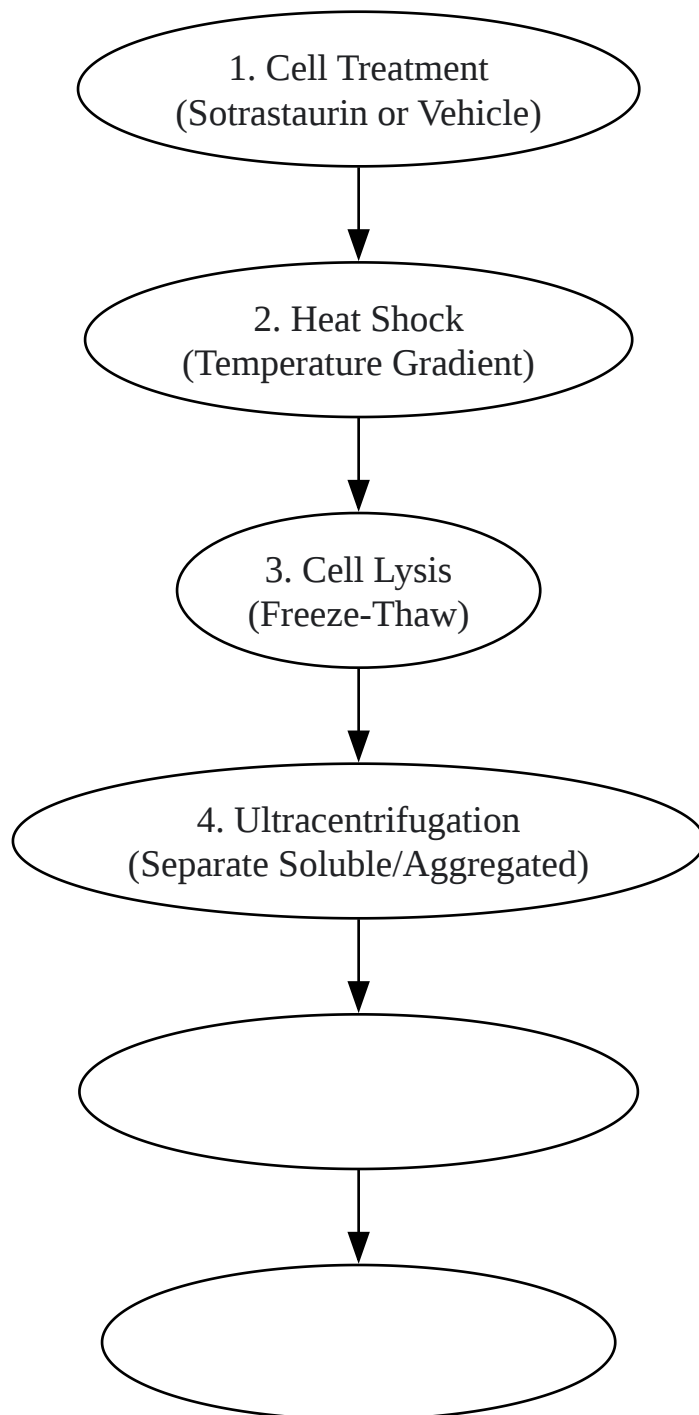 1. Cell Treatment
(Sotrastaurin or Vehicle)
2. Heat Shock
(Temperature Gradient)
3. Cell Lysis
(Freeze-Thaw)
4. Ultracentrifugation
(Separate Soluble/Aggregated)